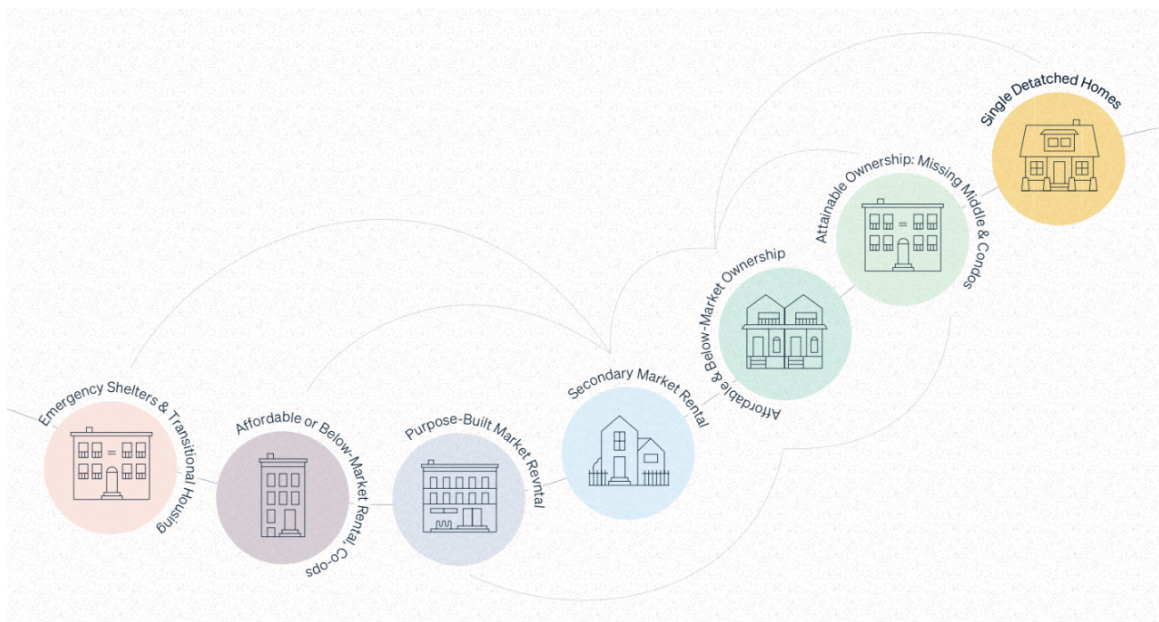 Emergency Shelters & Transitional Housing
Affordable or Below-Market Rental, Co-ops
Purpose-Built Market Revntal
Secondary Market Rental
Affordable & Below-Market Ownership
Attainable Ownership: Missing Middle & Condos
Single Detatched Homes